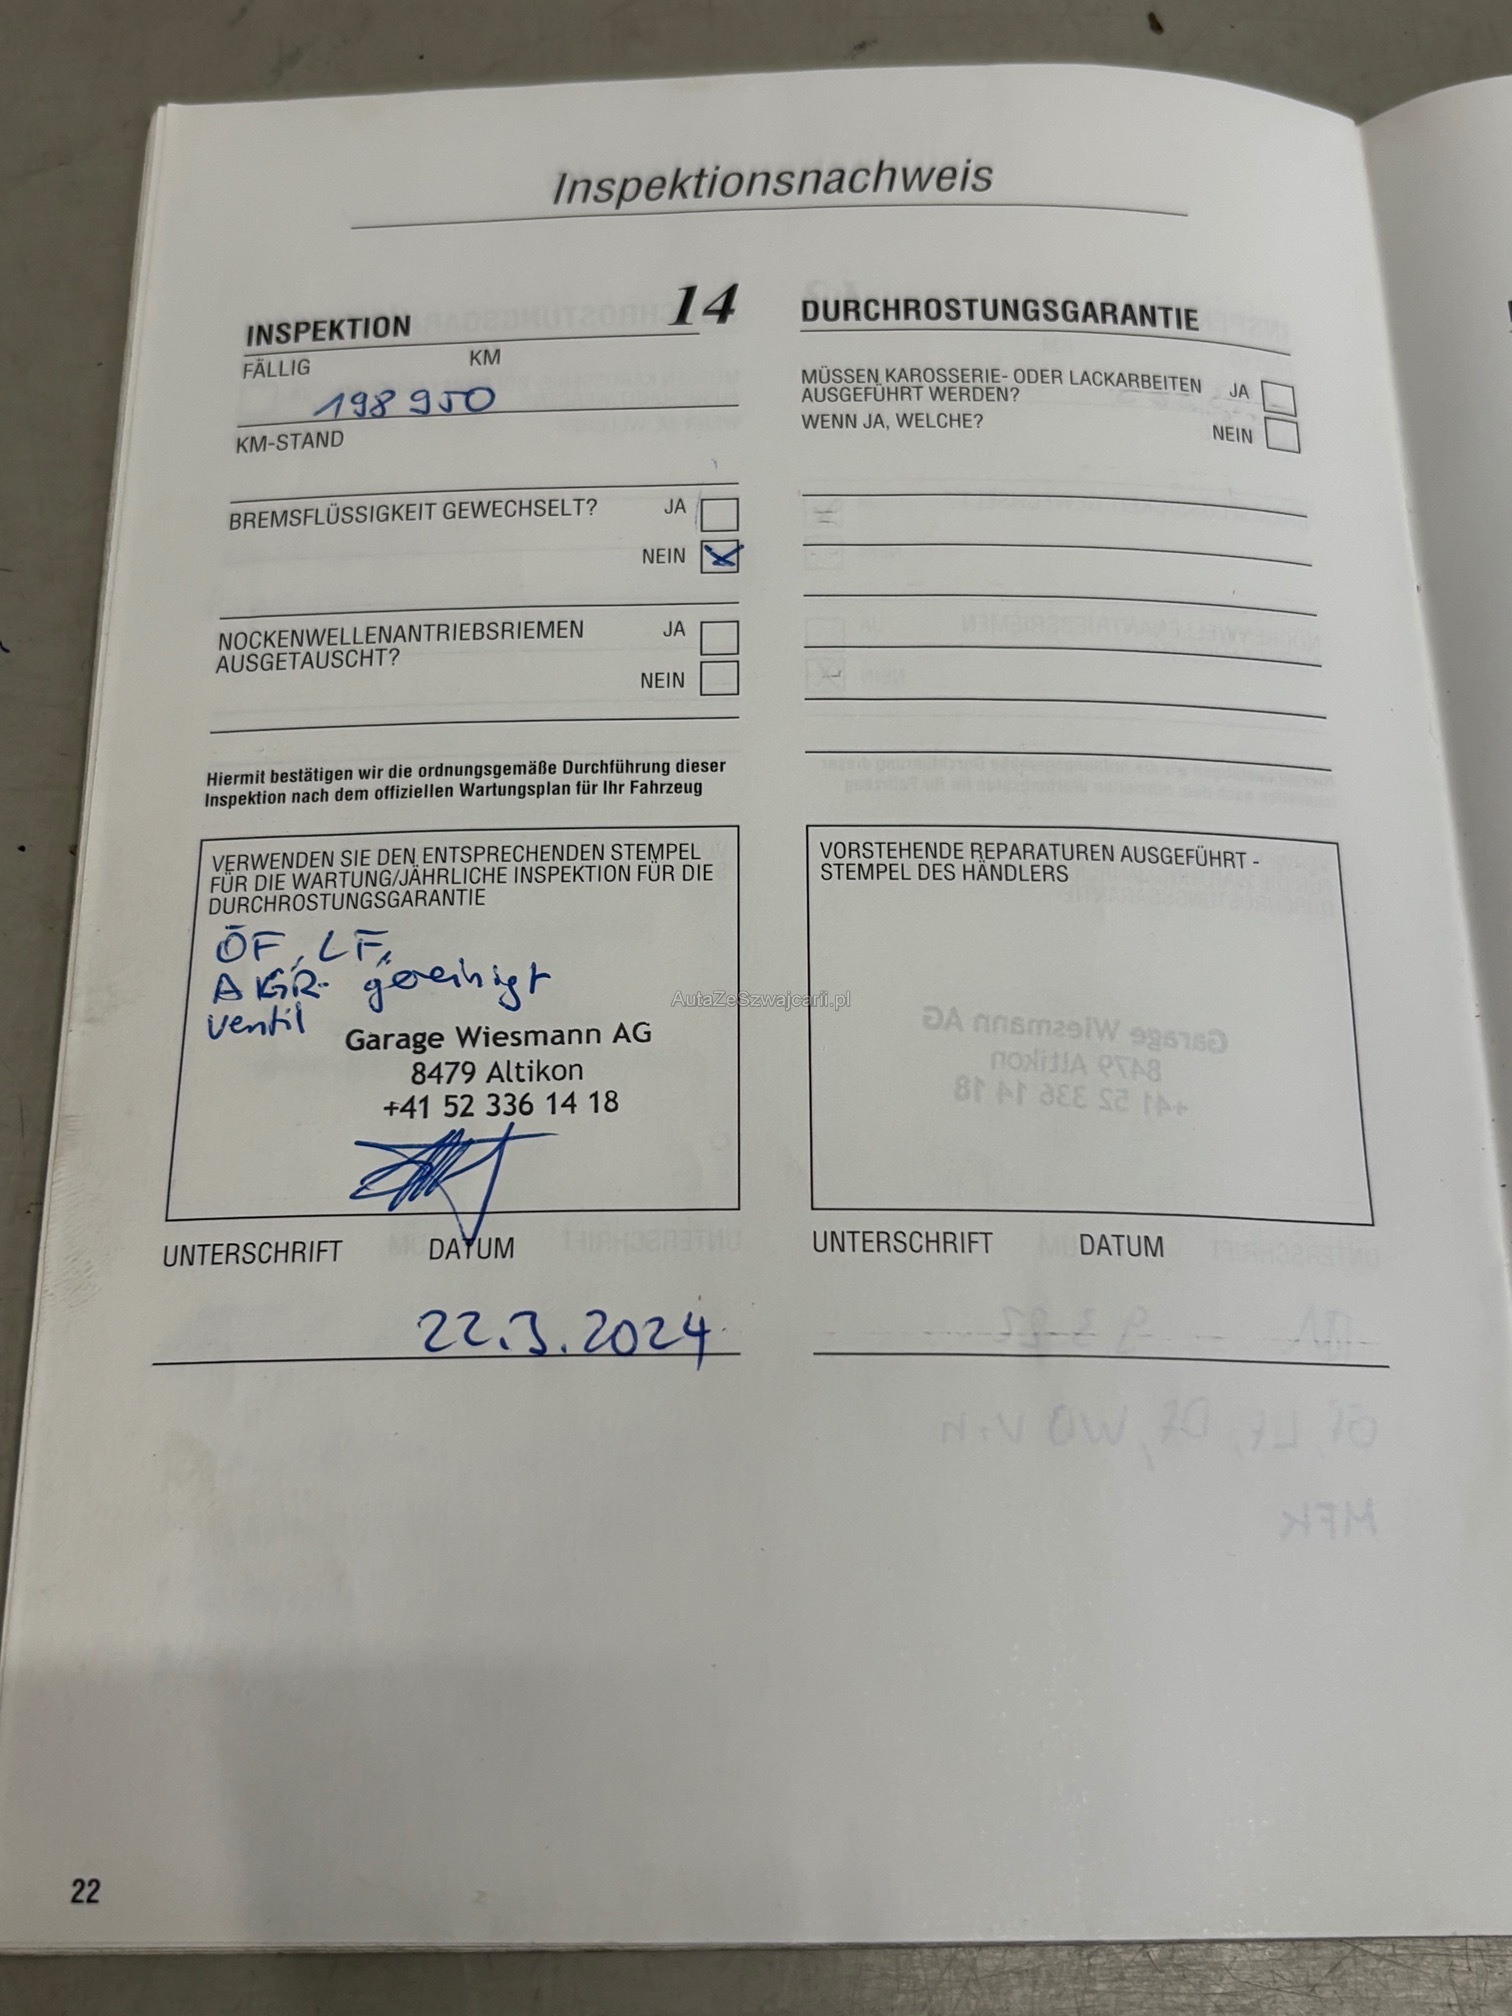 Inspektionsnachweis
INSPEKTION 14
FÄLLIG KM
198950
KM-STAND
BREMSFLÜSSIGKEIT GEWECHSELT? JA
NEIN
NOCKENWELLENANTRIEBSRIEMEN JA
AUSGETAUSCHT?
NEIN
Hiermit bestätigen wir die ordnungsgemäße Durchführung dieser
Inspektion nach dem offiziellen Wartungsplan für Ihr Fahrzeug
VERWENDEN SIE DEN ENTSPRECHENDEN STEMPEL
FÜR DIE WARTUNG/JÄHRLICHE INSPEKTION FÜR DIE
DURCHROSTUNGSGARANTIE
ÖF, LF,
AGR- gereinigt
ventil
Garage Wiesmann AG
8479 Altikon
+41 52 336 14 18
UNTERSCHRIFT DATUM
22.3.2024
DURCHROSTUNGSGARANTIE
MÜSSEN KAROSSERIE- ODER LACKARBEITEN JA
AUSGEFÜHRT WERDEN?
WENN JA, WELCHE?
NEIN
VORSTEHENDE REPARATUREN AUSGEFÜHRT -
STEMPEL DES HÄNDLERS
AutaZeSzwajcarii.pl
UNTERSCHRIFT DATUM
22